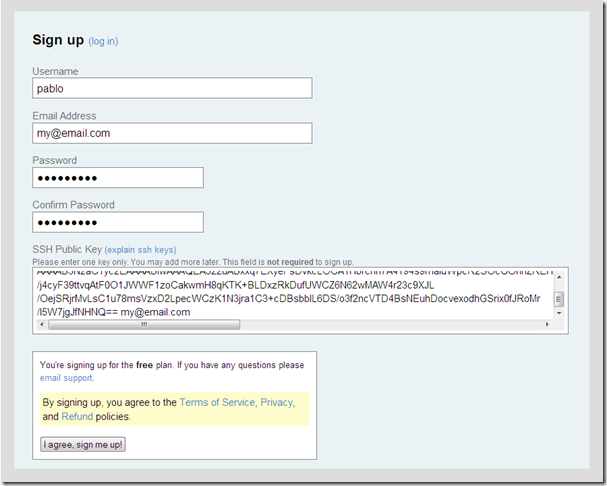 Sign up (log in)
Username
pablo
Email Address
my@email.com
Password
●●●●●●●●●
Confirm Password
●●●●●●●●●
SSH Public Key (explain ssh keys)
Please enter one key only. You may add more later. This field is not required to sign up.
/j4cyF39ttvqAtF0O1JWWF1zoCakwmH8qKTK+BLDxzRkDufUWCZ6N62wMAW4r23c9XJL
/OejSRjrMvLsC1u78rnsVzxD2LpecWCzK1N3jra1C3+cDBsbblL6DS/o3f2ncVTD4BsNEuhDocvexodhGSrix0fJRoMr
/I5W7jgJfNHNQ== my@email.com
You're signing up for the free plan. If you have any questions please
email support.
By signing up, you agree to the Terms of Service, Privacy,
and Refund policies.
I agree, sign me up!